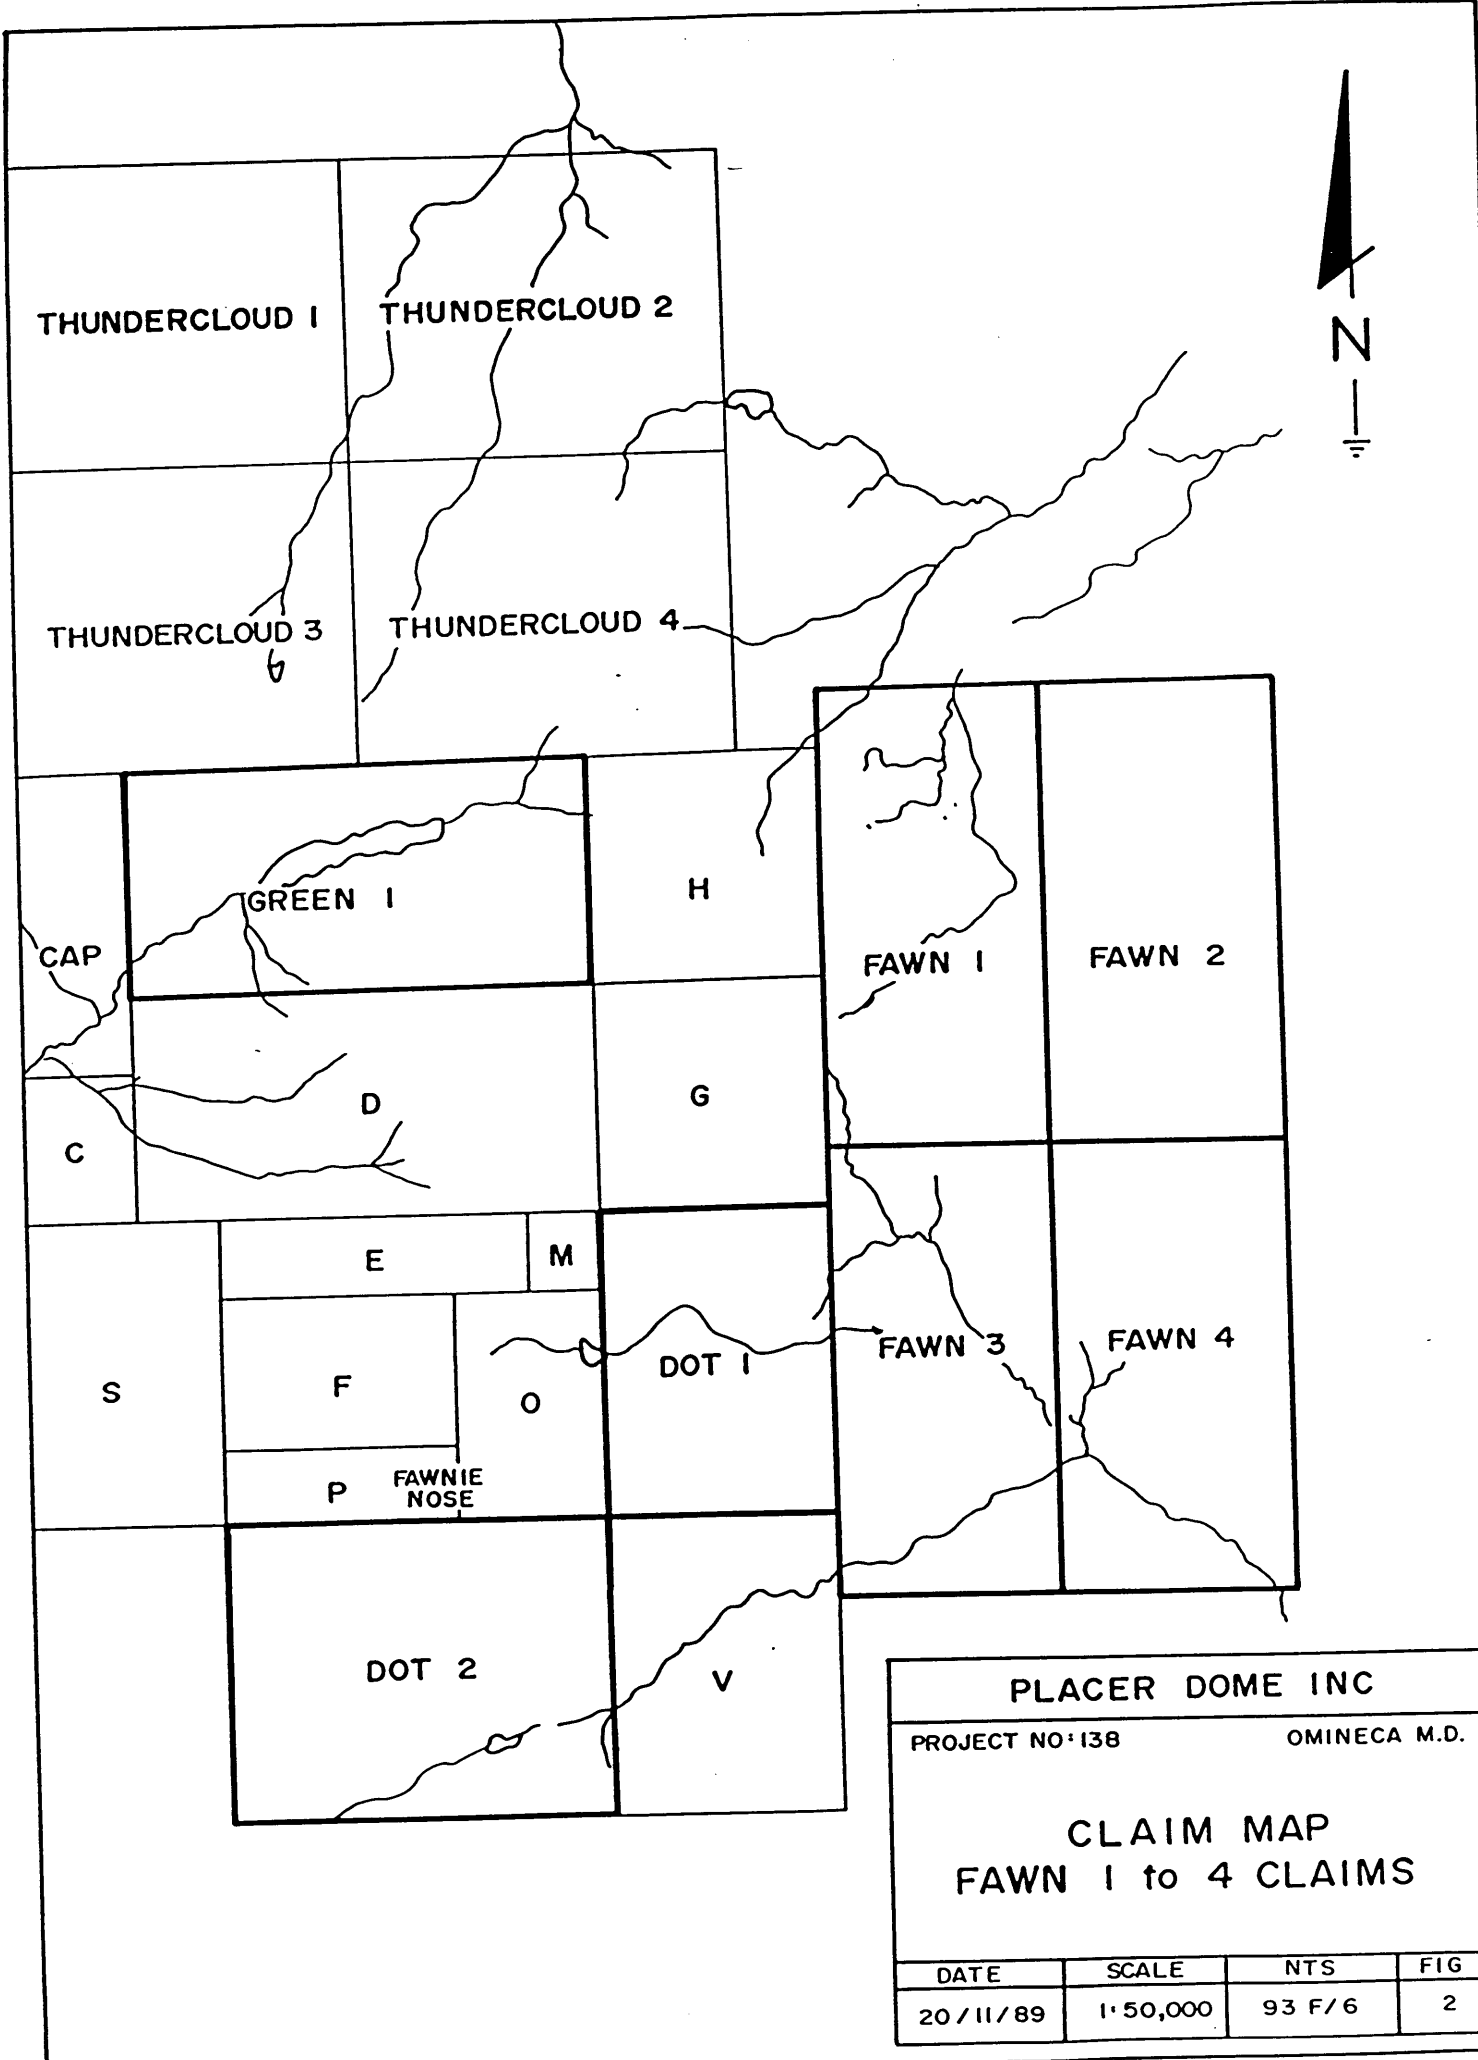 THUNDERCLOUD 1
THUNDERCLOUD 2
N
THUNDERCLOUD 3
THUNDERCLOUD 4
GREEN 1
H
CAP
FAWN 1
FAWN 2
D
G
C
E
M
S
F
O
DOT 1
FAWN 3
FAWN 4
P
FAWNIE
NOSE
DOT 2
V
PLACER DOME INC
PROJECT NO:138 OMINECA M.D.
CLAIM MAP
FAWN 1 to 4 CLAIMS
DATE SCALE NTS FIG
20/11/89 1:50,000 93 F/6 2